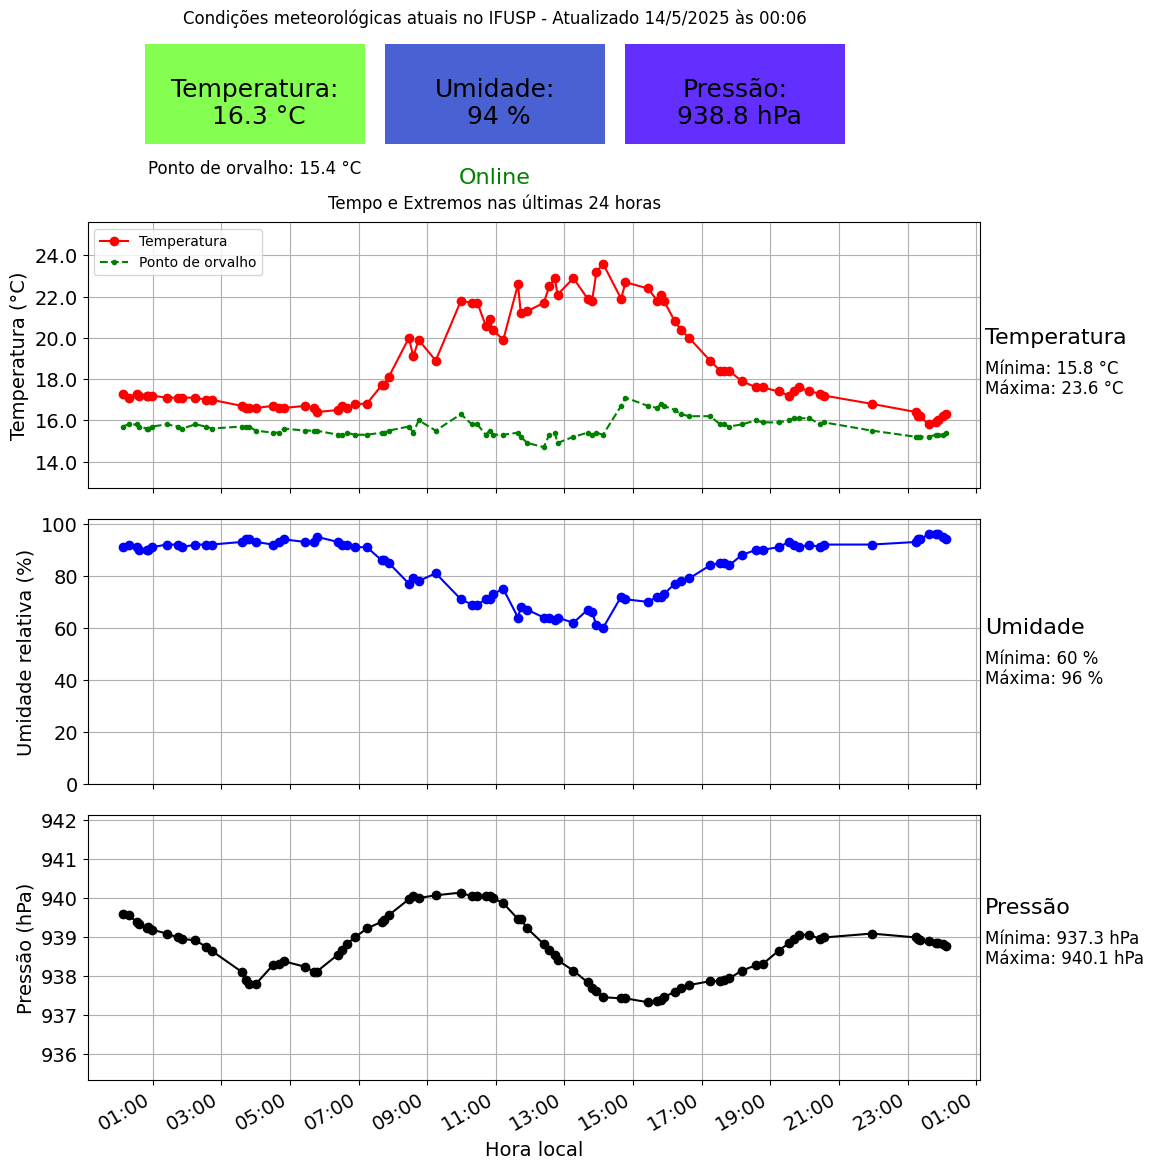 Condições meteorológicas atuais no IFUSP - Atualizado 14/5/2025 às 00:06
Temperatura:
16.3 °C
Umidade:
94 %
Pressão:
938.8 hPa
Ponto de orvalho: 15.4 °C
Online
Tempo e Extremos nas últimas 24 horas
Temperatura (°C)
24.0
22.0
20.0
18.0
16.0
14.0
Temperatura
Ponto de orvalho
Temperatura
Mínima: 15.8 °C
Máxima: 23.6 °C
Umidade relativa (%)
100
80
60
40
20
0
Umidade
Mínima: 60 %
Máxima: 96 %
Pressão (hPa)
942
941
940
939
938
937
936
Pressão
Mínima: 937.3 hPa
Máxima: 940.1 hPa
01:00 03:00 05:00 07:00 09:00 11:00 13:00 15:00 17:00 19:00 21:00 23:00 01:00
Hora local